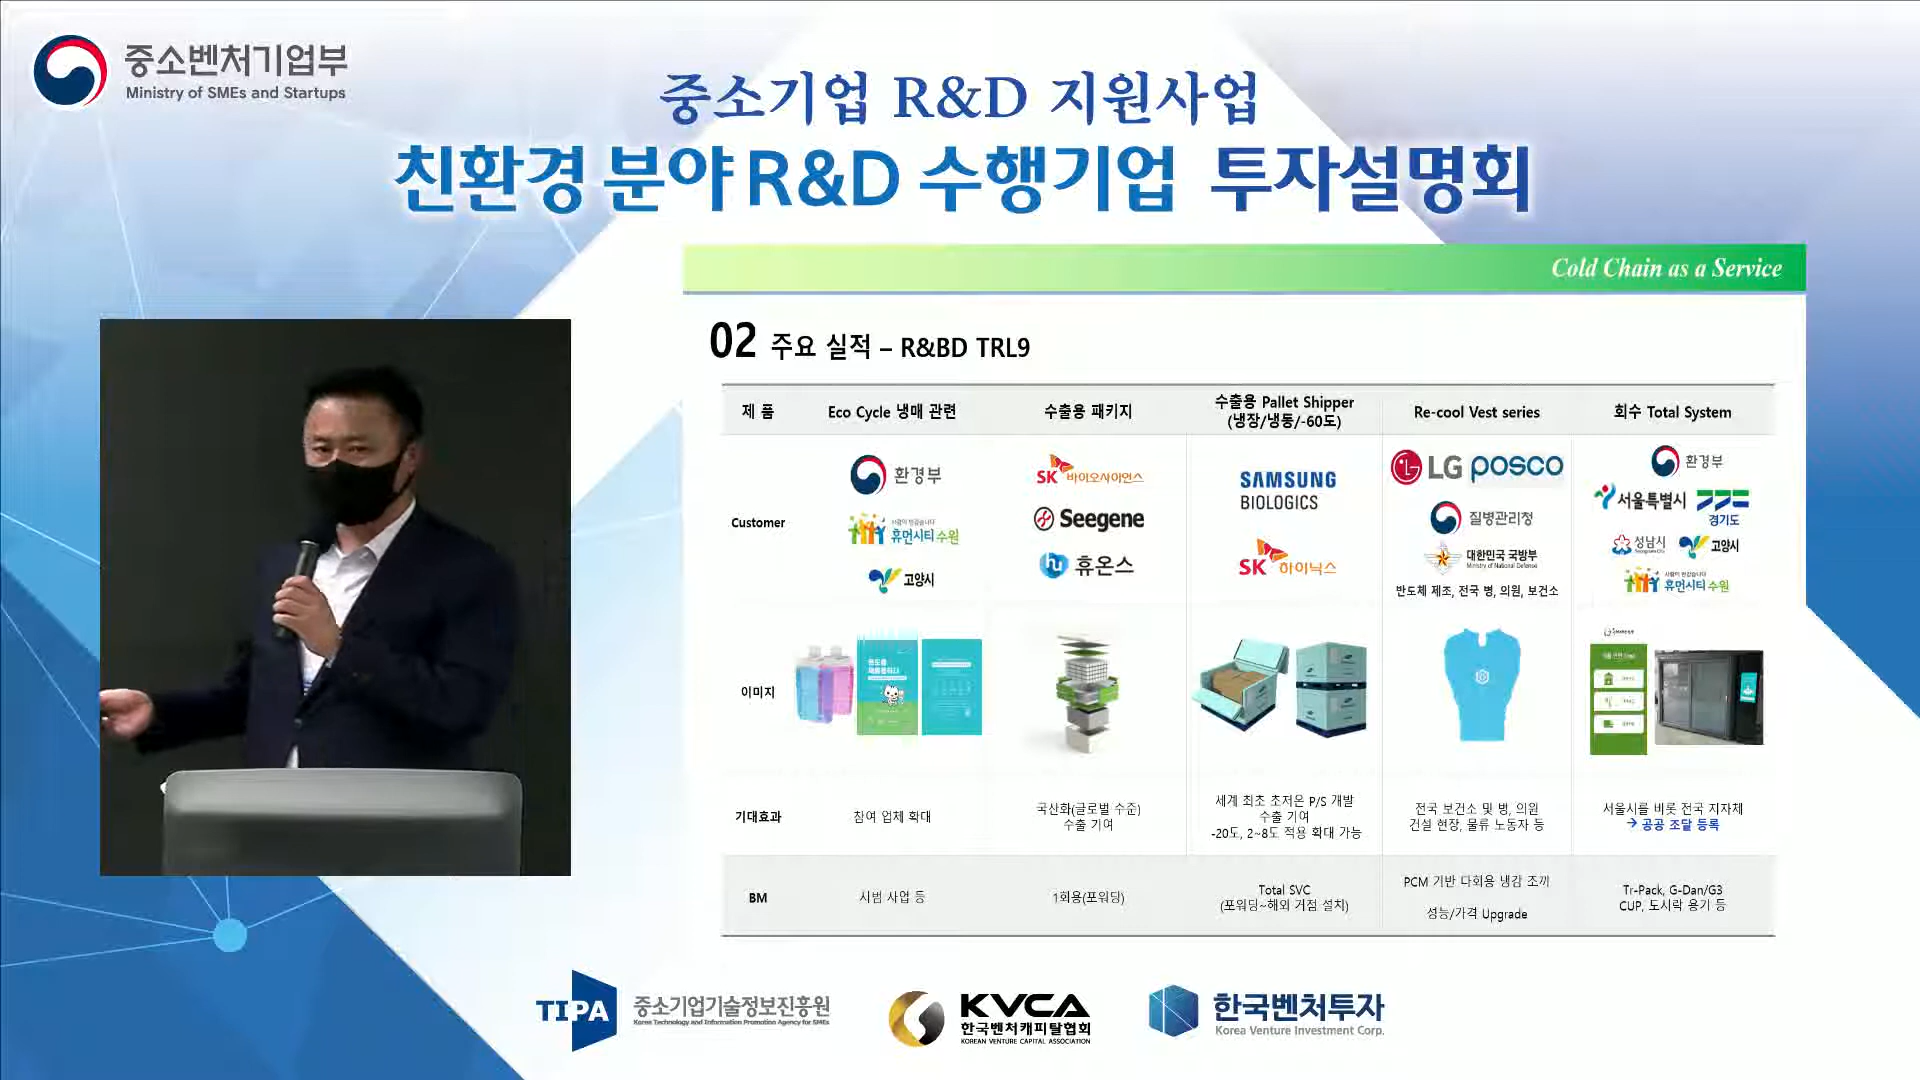 중소벤처기업부
Ministry of SMEs and Startups
중소기업 R&D 지원사업
친환경 분야 R&D 수행기업 투자설명회
Cold Chain as a Service
02 주요 실적 – R&BD TRL9
제 품
Eco Cycle 냉매 관련
수출용 패키지
수출용 Pallet Shipper
(냉장/냉동/-60도)
Re-cool Vest series
회수 Total System
Customer
환경부
휴먼시티 수원
고양시
SK 바이오사이언스
Seegene
휴온스
SAMSUNG
BIOLOGICS
SK 하이닉스
LG posco
질병관리청
대한민국 국방부
Ministry of National Defense
반도체 제조, 전국 병, 의원, 보건소
환경부
서울특별시
경기도
성남시
고양시
휴먼시티 수원
이미지
기대효과
참여 업체 확대
국산화(글로벌 수준)
수출 기여
세계 최초 초저온 P/S 개발
수출 기여
-20도, 2~8도 적용 확대 가능
전국 보건소 및 병, 의원
건설 현장, 물류 노동자 등
서울시를 비롯 전국 지자체
→ 공공 조달 등록
BM
시범 사업 등
1회용(포워딩)
Total SVC
(포워딩~해외 거점 설치)
PCM 기반 다회용 냉감 조끼
성능/가격 Upgrade
Tr-Pack, G-Dan/G3
CUP, 도시락 용기 등
TIPA 중소기업기술정보진흥원
Korea Technology and Information Promotion Agency for SMEs
KVCA
한국벤처캐피탈협회
KOREAN VENTURE CAPITAL ASSOCIATION
한국벤처투자
Korea Venture Investment Corp.